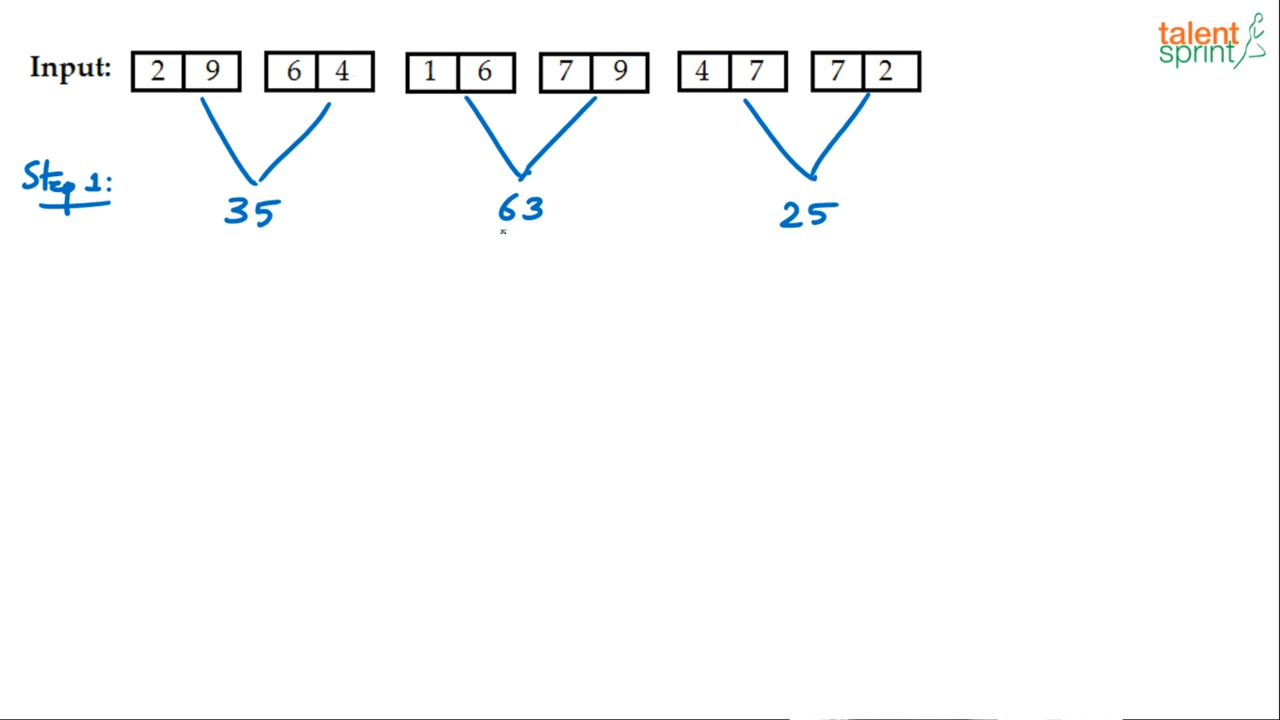 talent
sprint
Input: 2 9 6 4 1 6 7 9 4 7 7 2
Step 1:
35 63 25